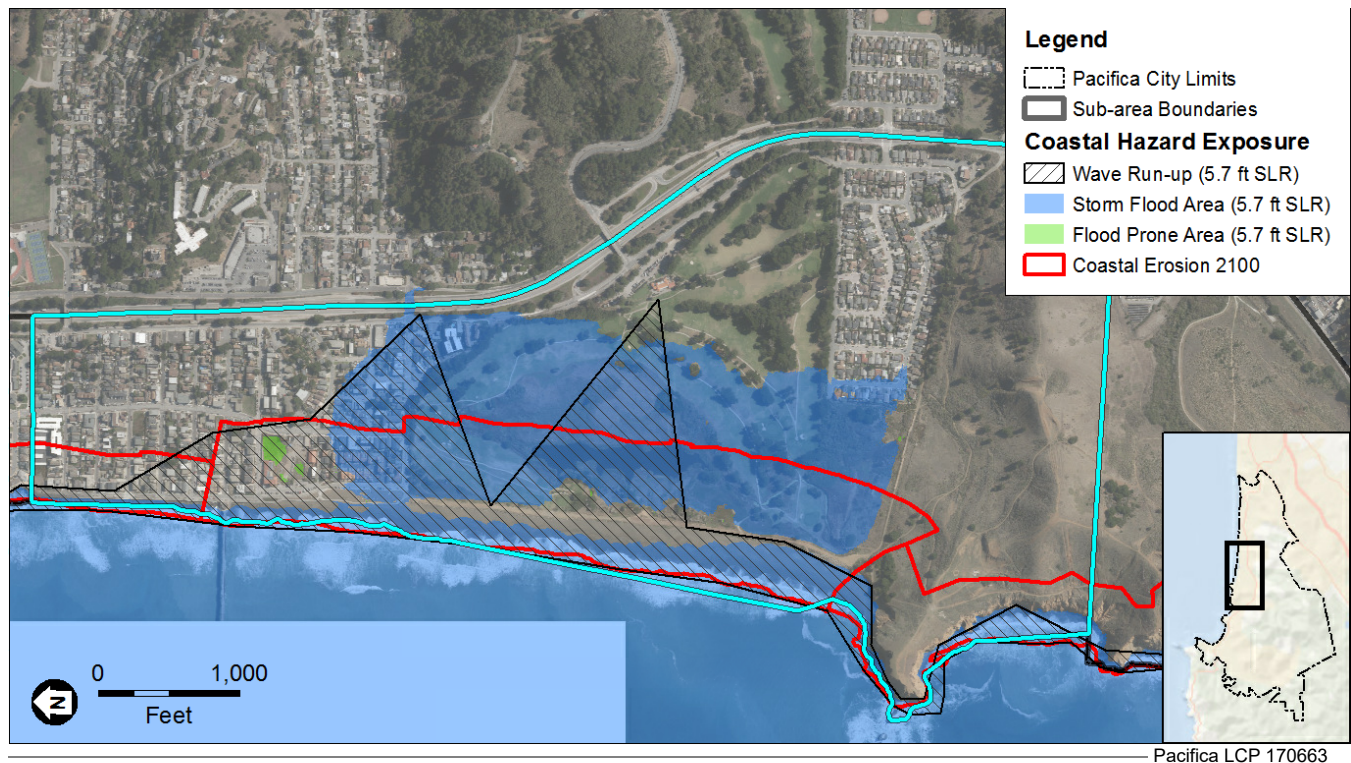 Legend
Pacifica City Limits
Sub-area Boundaries
Coastal Hazard Exposure
Wave Run-up (5.7 ft SLR)
Storm Flood Area (5.7 ft SLR)
Flood Prone Area (5.7 ft SLR)
Coastal Erosion 2100
N
0 1,000
Feet
Pacifica LCP 170663